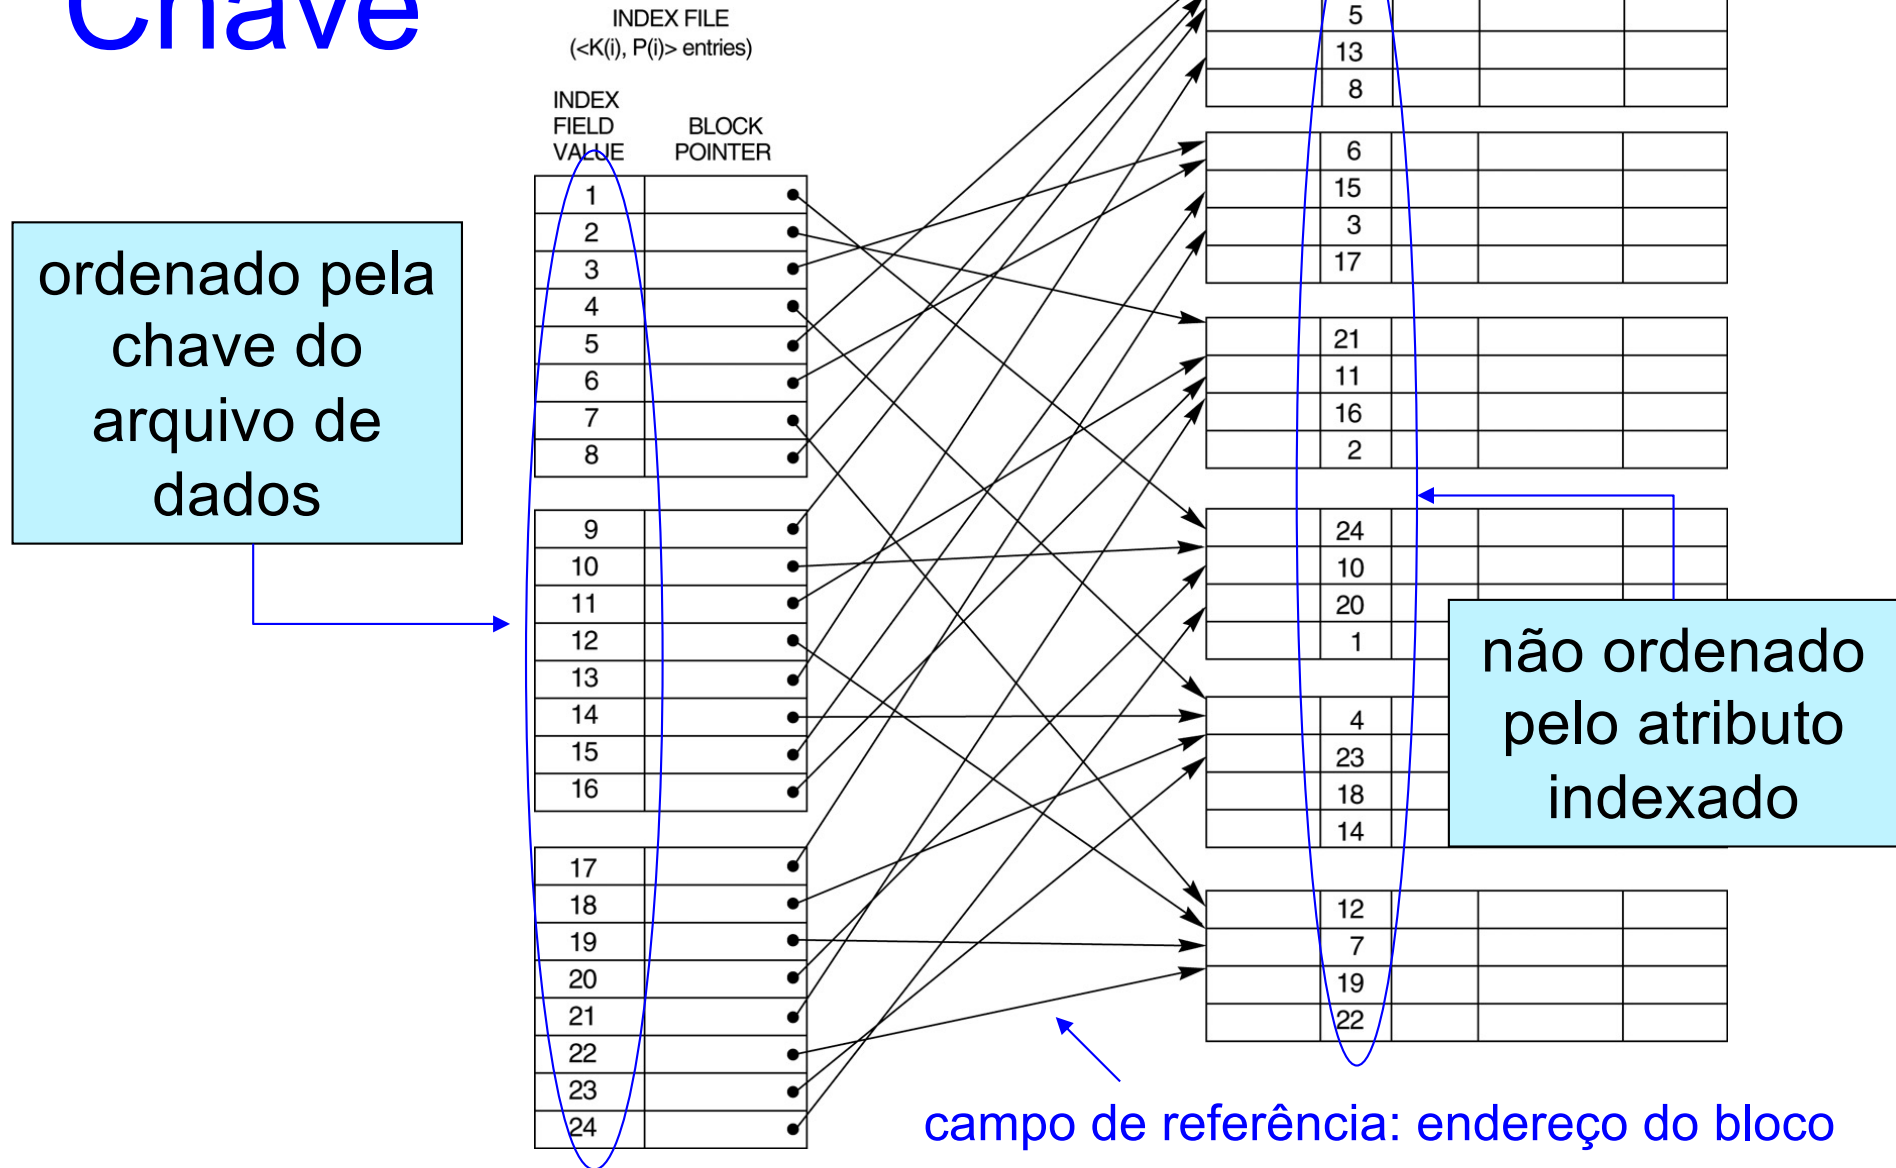 Chave
INDEX FILE
(<K(i), P(i)> entries)
INDEX
FIELD
VALUE
BLOCK
POINTER
1
2
3
4
5
6
7
8
9
10
11
12
13
14
15
16
17
18
19
20
21
22
23
24
ordenado pela
chave do
arquivo de
dados
5
13
8
6
15
3
17
21
11
16
2
24
10
20
1
4
23
18
14
12
7
19
22
não ordenado
pelo atributo
indexado
campo de referência: endereço do bloco